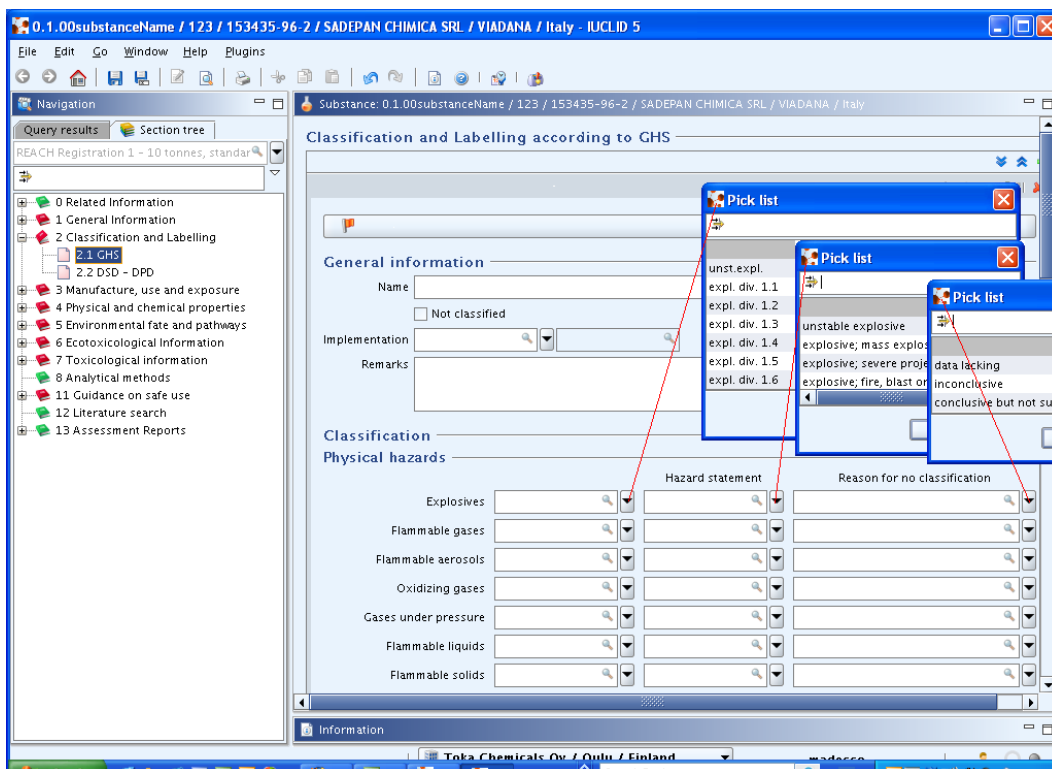 0.1.00substanceName / 123 / 153435-96-2 / SADEPAN CHIMICA SRL / VIADANA / Italy - IUCLID 5
File Edit Go Window Help Plugins
Navigation
Query results Section tree
REACH Registration 1 - 10 tonnes, standar
0 Related Information
1 General Information
2 Classification and Labelling
2.1 GHS
2.2 DSD - DPD
3 Manufacture, use and exposure
4 Physical and chemical properties
5 Environmental fate and pathways
6 Ecotoxicological Information
7 Toxicological information
8 Analytical methods
11 Guidance on safe use
12 Literature search
13 Assessment Reports
Substance: 0.1.00substanceName / 123 / 153435-96-2 / SADEPAN CHIMICA SRL / VIADANA / Italy
Classification and Labelling according to GHS
General information
Name
Not classified
Implementation
Remarks
Classification
Physical hazards
Hazard statement Reason for no classification
Explosives
Flammable gases
Flammable aerosols
Oxidizing gases
Gases under pressure
Flammable liquids
Flammable solids
Pick list
unst.expl.
expl. div. 1.1
expl. div. 1.2
expl. div. 1.3
expl. div. 1.4
expl. div. 1.5
expl. div. 1.6
Pick list
unstable explosive
explosive; mass explos
explosive; severe proje
explosive; fire, blast or
Pick list
data lacking
inconclusive
conclusive but not su
Information
Toka Chemicals Oy / Oulu / Finland